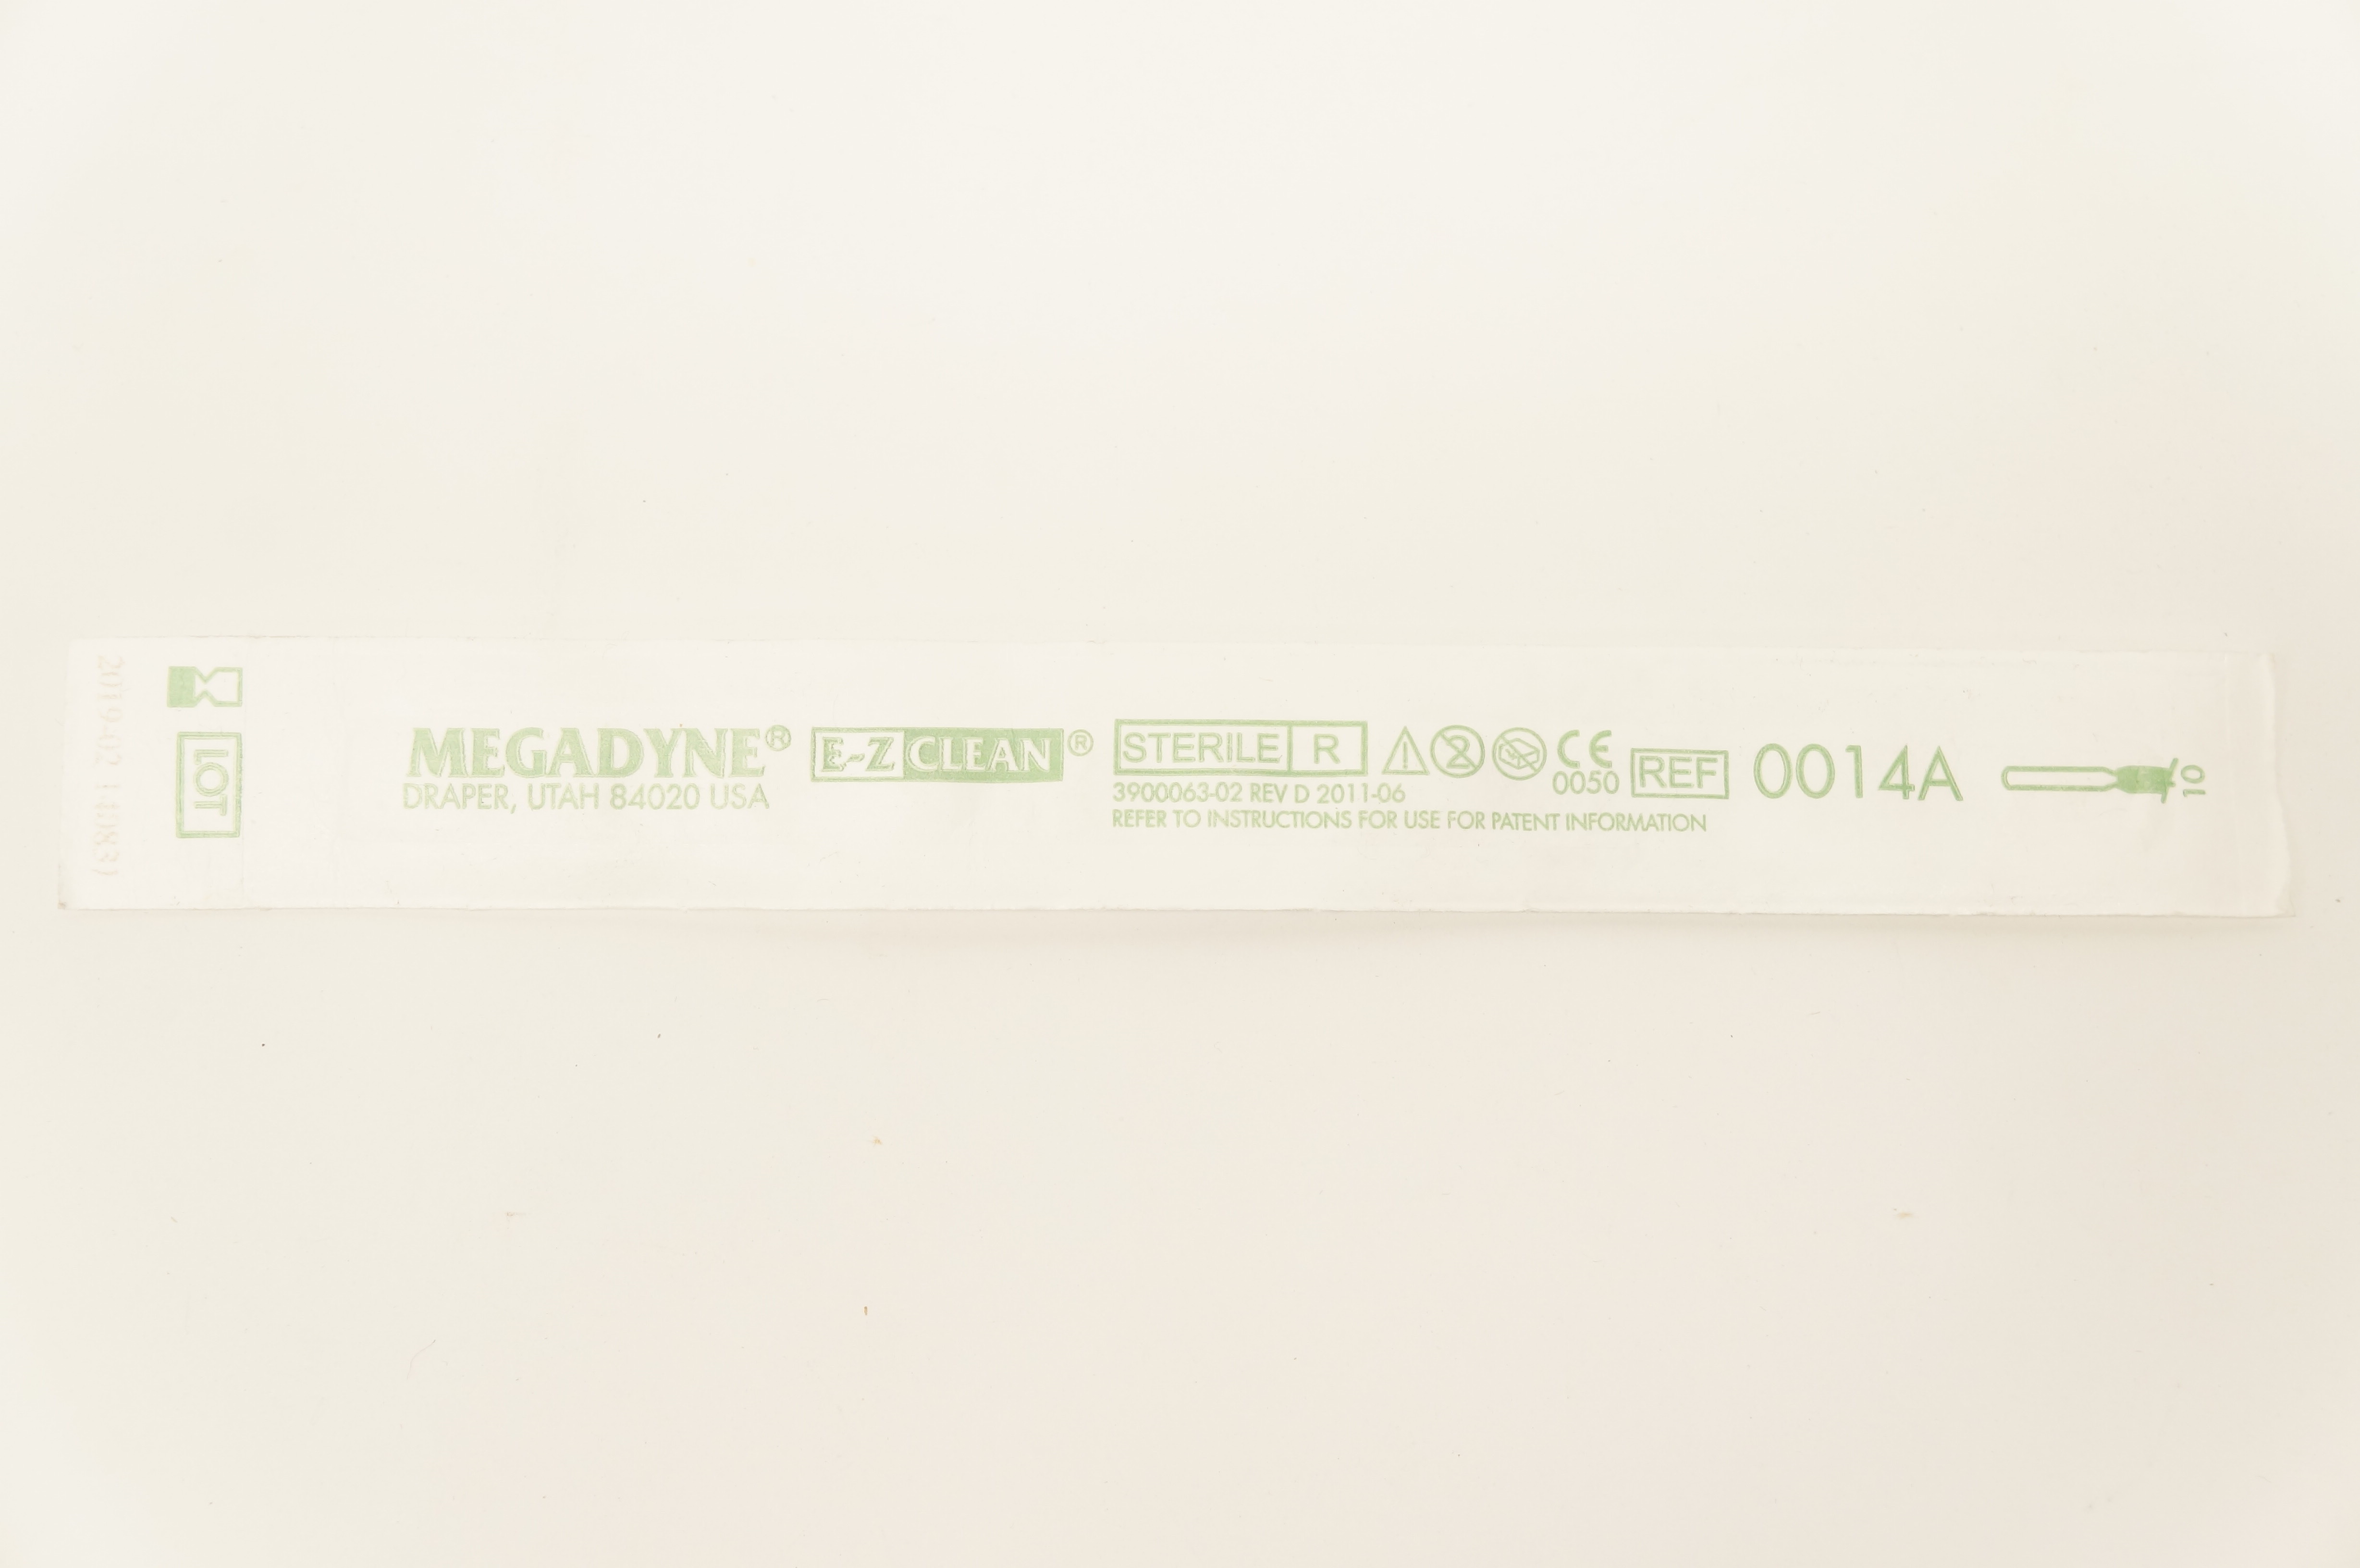 2019-02
LOT
MEGADYNE® E-Z CLEAN®
DRAPER, UTAH 84020 USA
STERILE R
CE
0050
3900063-02 REV D 2011-06
REFER TO INSTRUCTIONS FOR USE FOR PATENT INFORMATION
REF 0014A
10